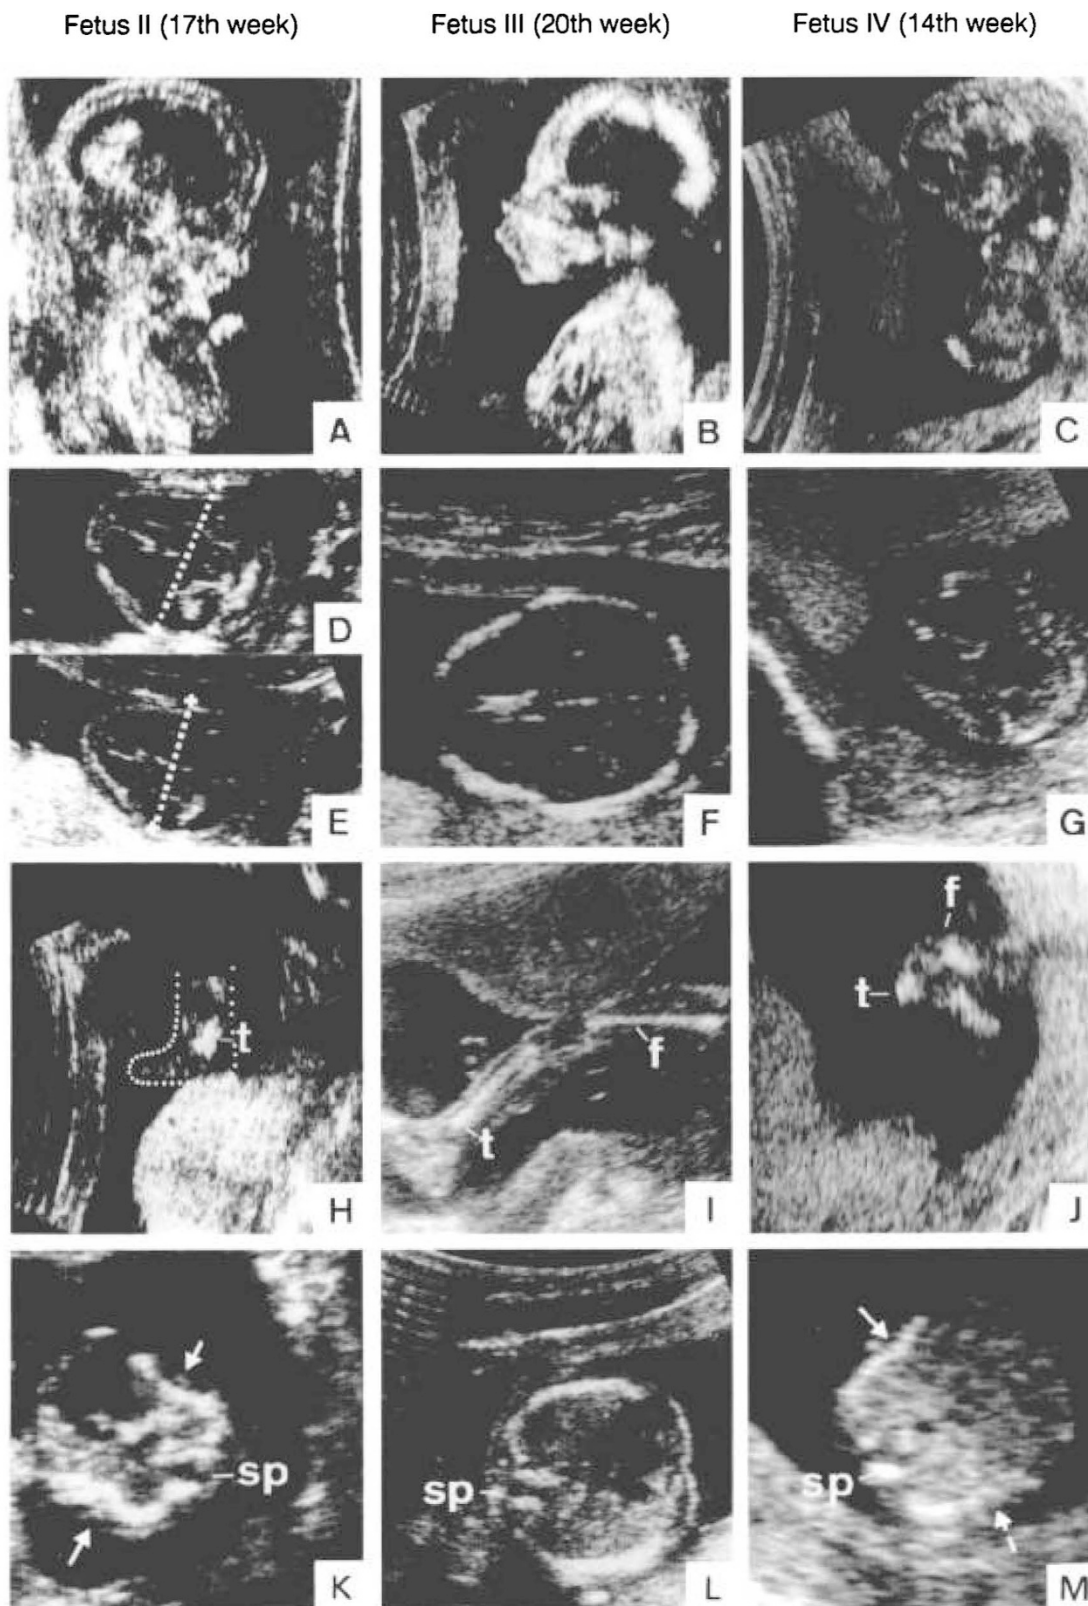 Fetus II (17th week) Fetus III (20th week) Fetus IV (14th week)
A B C
D
E F G
f
t t
f
t
H I J
sp sp sp
K L M